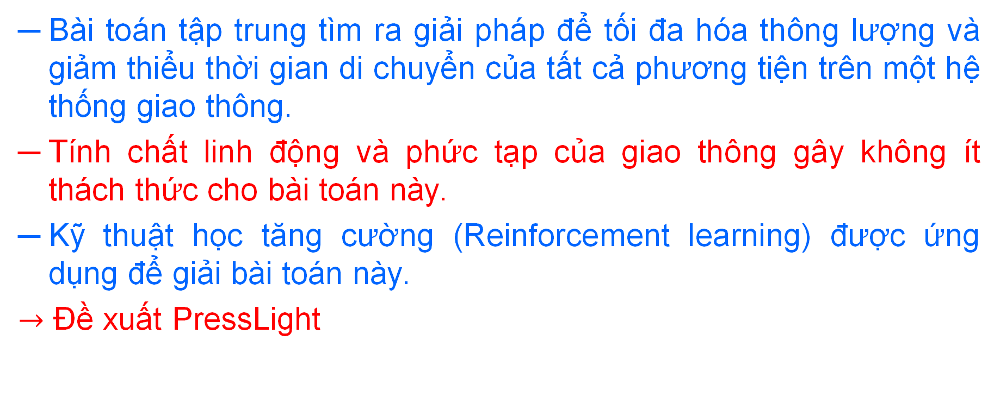 — Bài toán tập trung tìm ra giải pháp để tối đa hóa thông lượng và
giảm thiểu thời gian di chuyển của tất cả phương tiện trên một hệ
thống giao thông.
— Tính chất linh động và phức tạp của giao thông gây không ít
thách thức cho bài toán này.
— Kỹ thuật học tăng cường (Reinforcement learning) được ứng
dụng để giải bài toán này.
→ Đề xuất PressLight